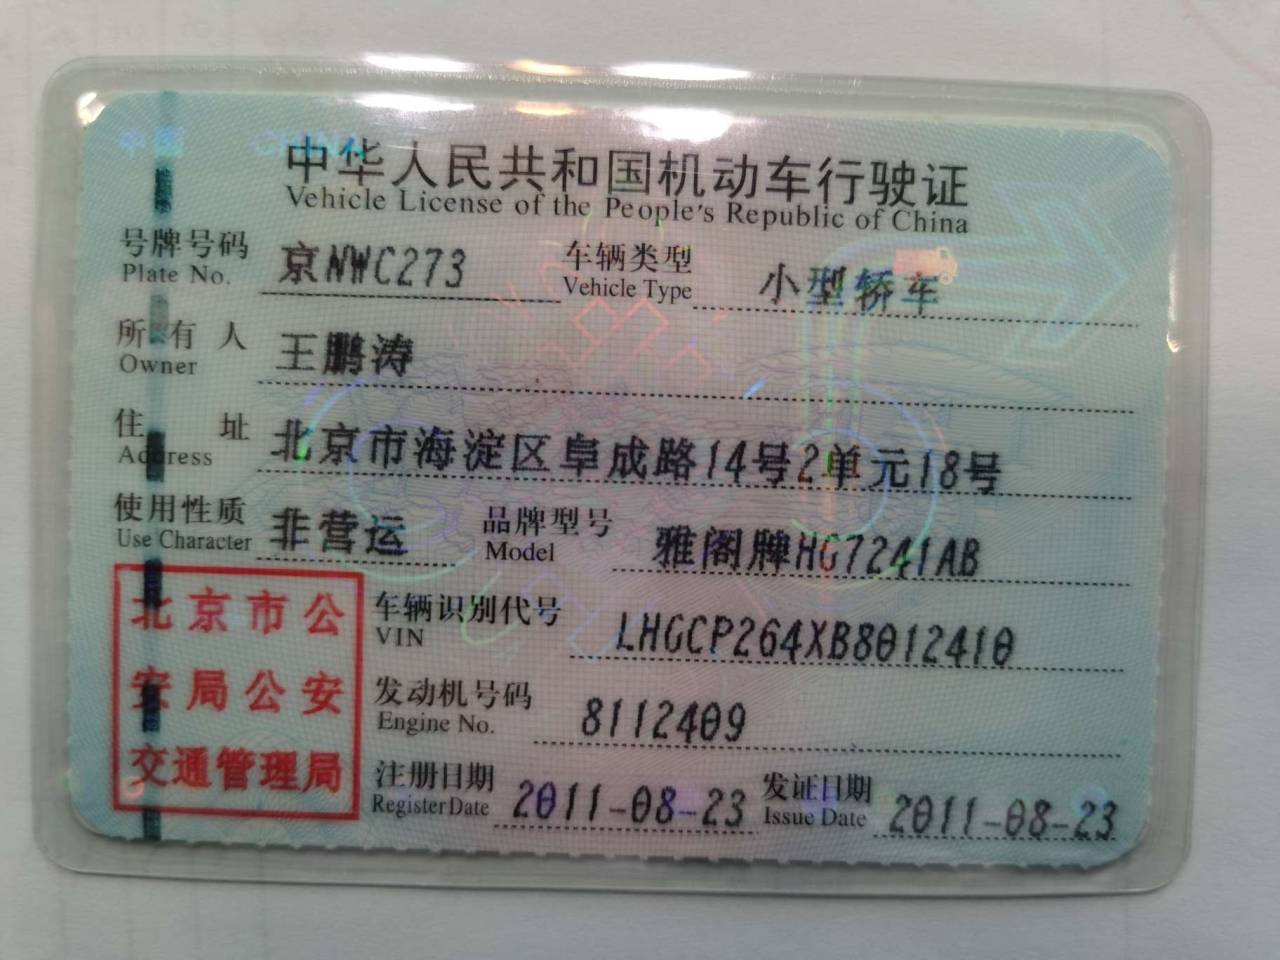 中华人民共和国机动车行驶证
Vehicle License of the People's Republic of China
号牌号码 京NWC273 车辆类型 小型轿车
Plate No. Vehicle Type
所有人 王鹏涛
Owner
住址 北京市海淀区阜成路14号2单元18号
Address
使用性质 非营运 品牌型号 雅阁牌HG7241AB
Use Character Model
北京市公
安局公安
交通管理局
车辆识别代号 LHGCP264XB8012410
VIN
发动机号码 8112409
Engine No.
注册日期 2011-08-23 发证日期 2011-08-23
Register Date Issue Date